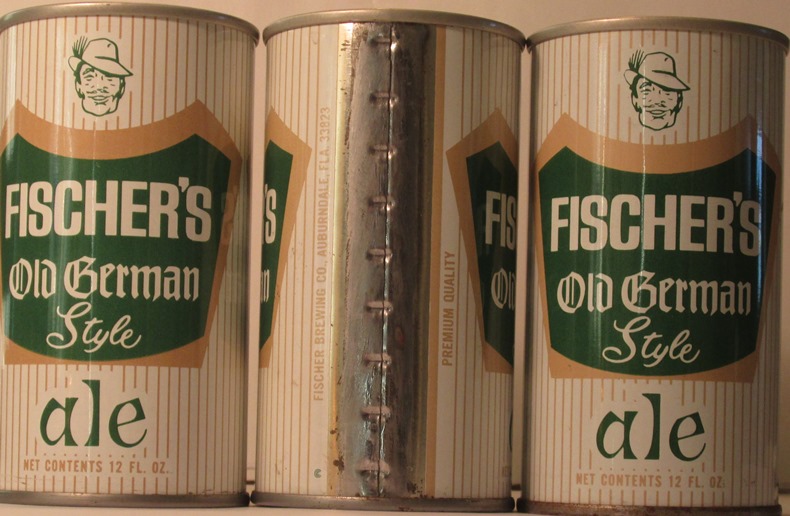 FISCHER'S
Old German
Style
ale
NET CONTENTS 12 FL. OZ.
'S
n
FISCHER BREWING CO., AUBURNDALE, FLA. 33823
PREMIUM QUALITY
FIS
Old
FISCHER'S
Old German
Style
ale
NET CONTENTS 12 FL. OZ.